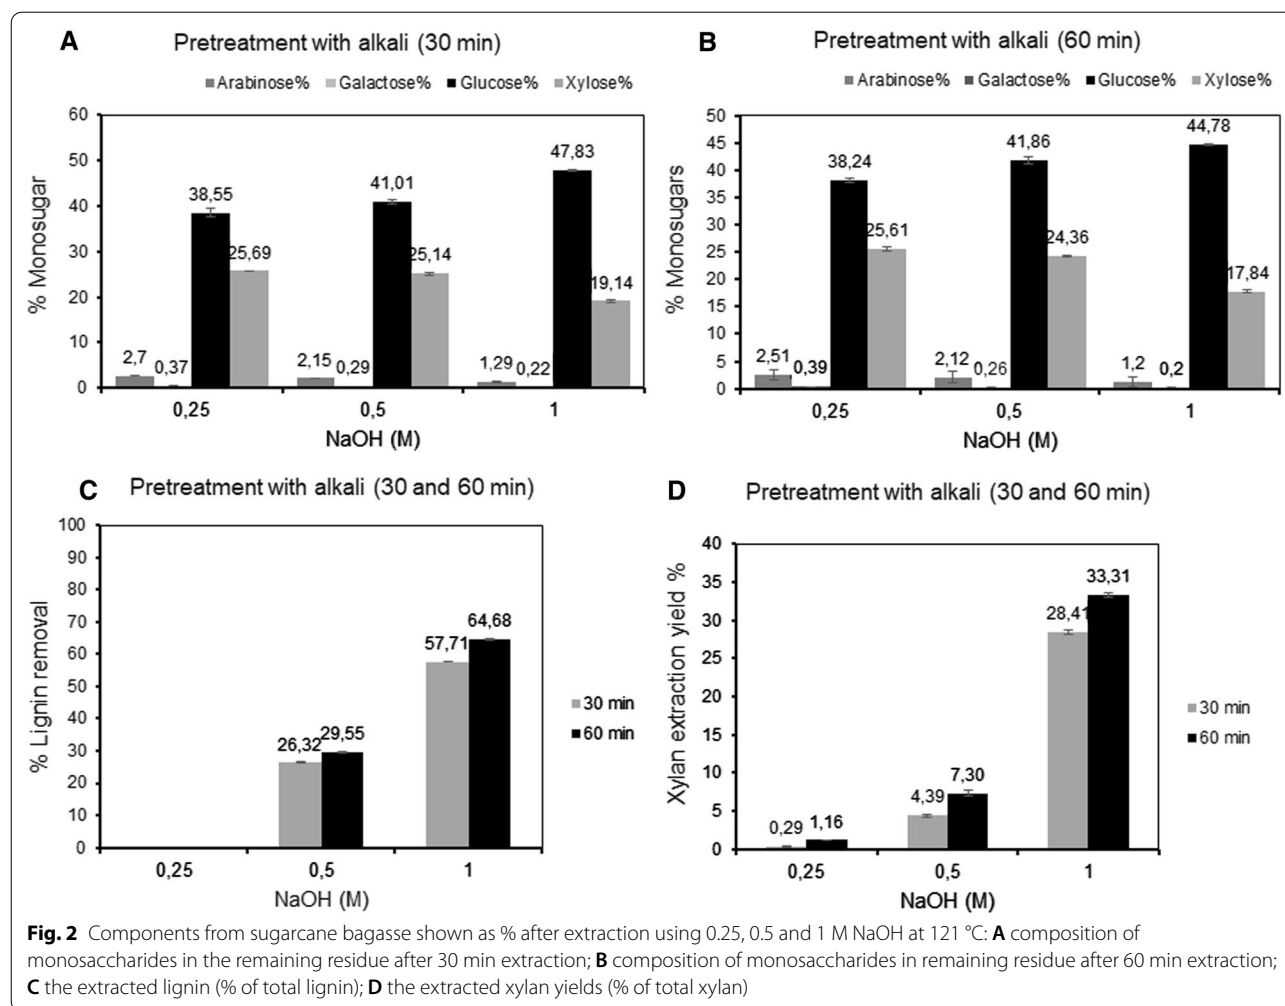 A Pretreatment with alkali (30 min)
Arabinose% Galactose% Glucose% Xylose%
% Monosugar
60
50
40
30
20
10
0
2,7 0,37 38,55 25,69
2,15 0,29 41,01 25,14
1,29 0,22 47,83 19,14
0,25 0,5 1
NaOH (M)
B Pretreatment with alkali (60 min)
Arabinose% Galactose% Glucose% Xylose%
% Monosugars
50
45
40
35
30
25
20
15
10
5
0
2,51 0,39 38,24 25,61
2,12 0,26 41,86 24,36
1,2 0,2 44,78 17,84
0,25 0,5 1
NaOH (M)
C Pretreatment with alkali (30 and 60 min)
% Lignin removal
100
90
80
70
60
50
40
30
20
10
0
26,32 29,55
57,71 64,68
0,25 0,5 1
NaOH (M)
30 min
60 min
D Pretreatment with alkali (30 and 60 min)
Xylan extraction yield %
40
35
30
25
20
15
10
5
0
0,29 1,16
4,39 7,30
28,41 33,31
0,25 0,5 1
NaOH (M)
30 min
60 min
Fig. 2 Components from sugarcane bagasse shown as % after extraction using 0.25, 0.5 and 1 M NaOH at 121 °C: A composition of
monosaccharides in the remaining residue after 30 min extraction; B composition of monosaccharides in remaining residue after 60 min extraction;
C the extracted lignin (% of total lignin); D the extracted xylan yields (% of total xylan)